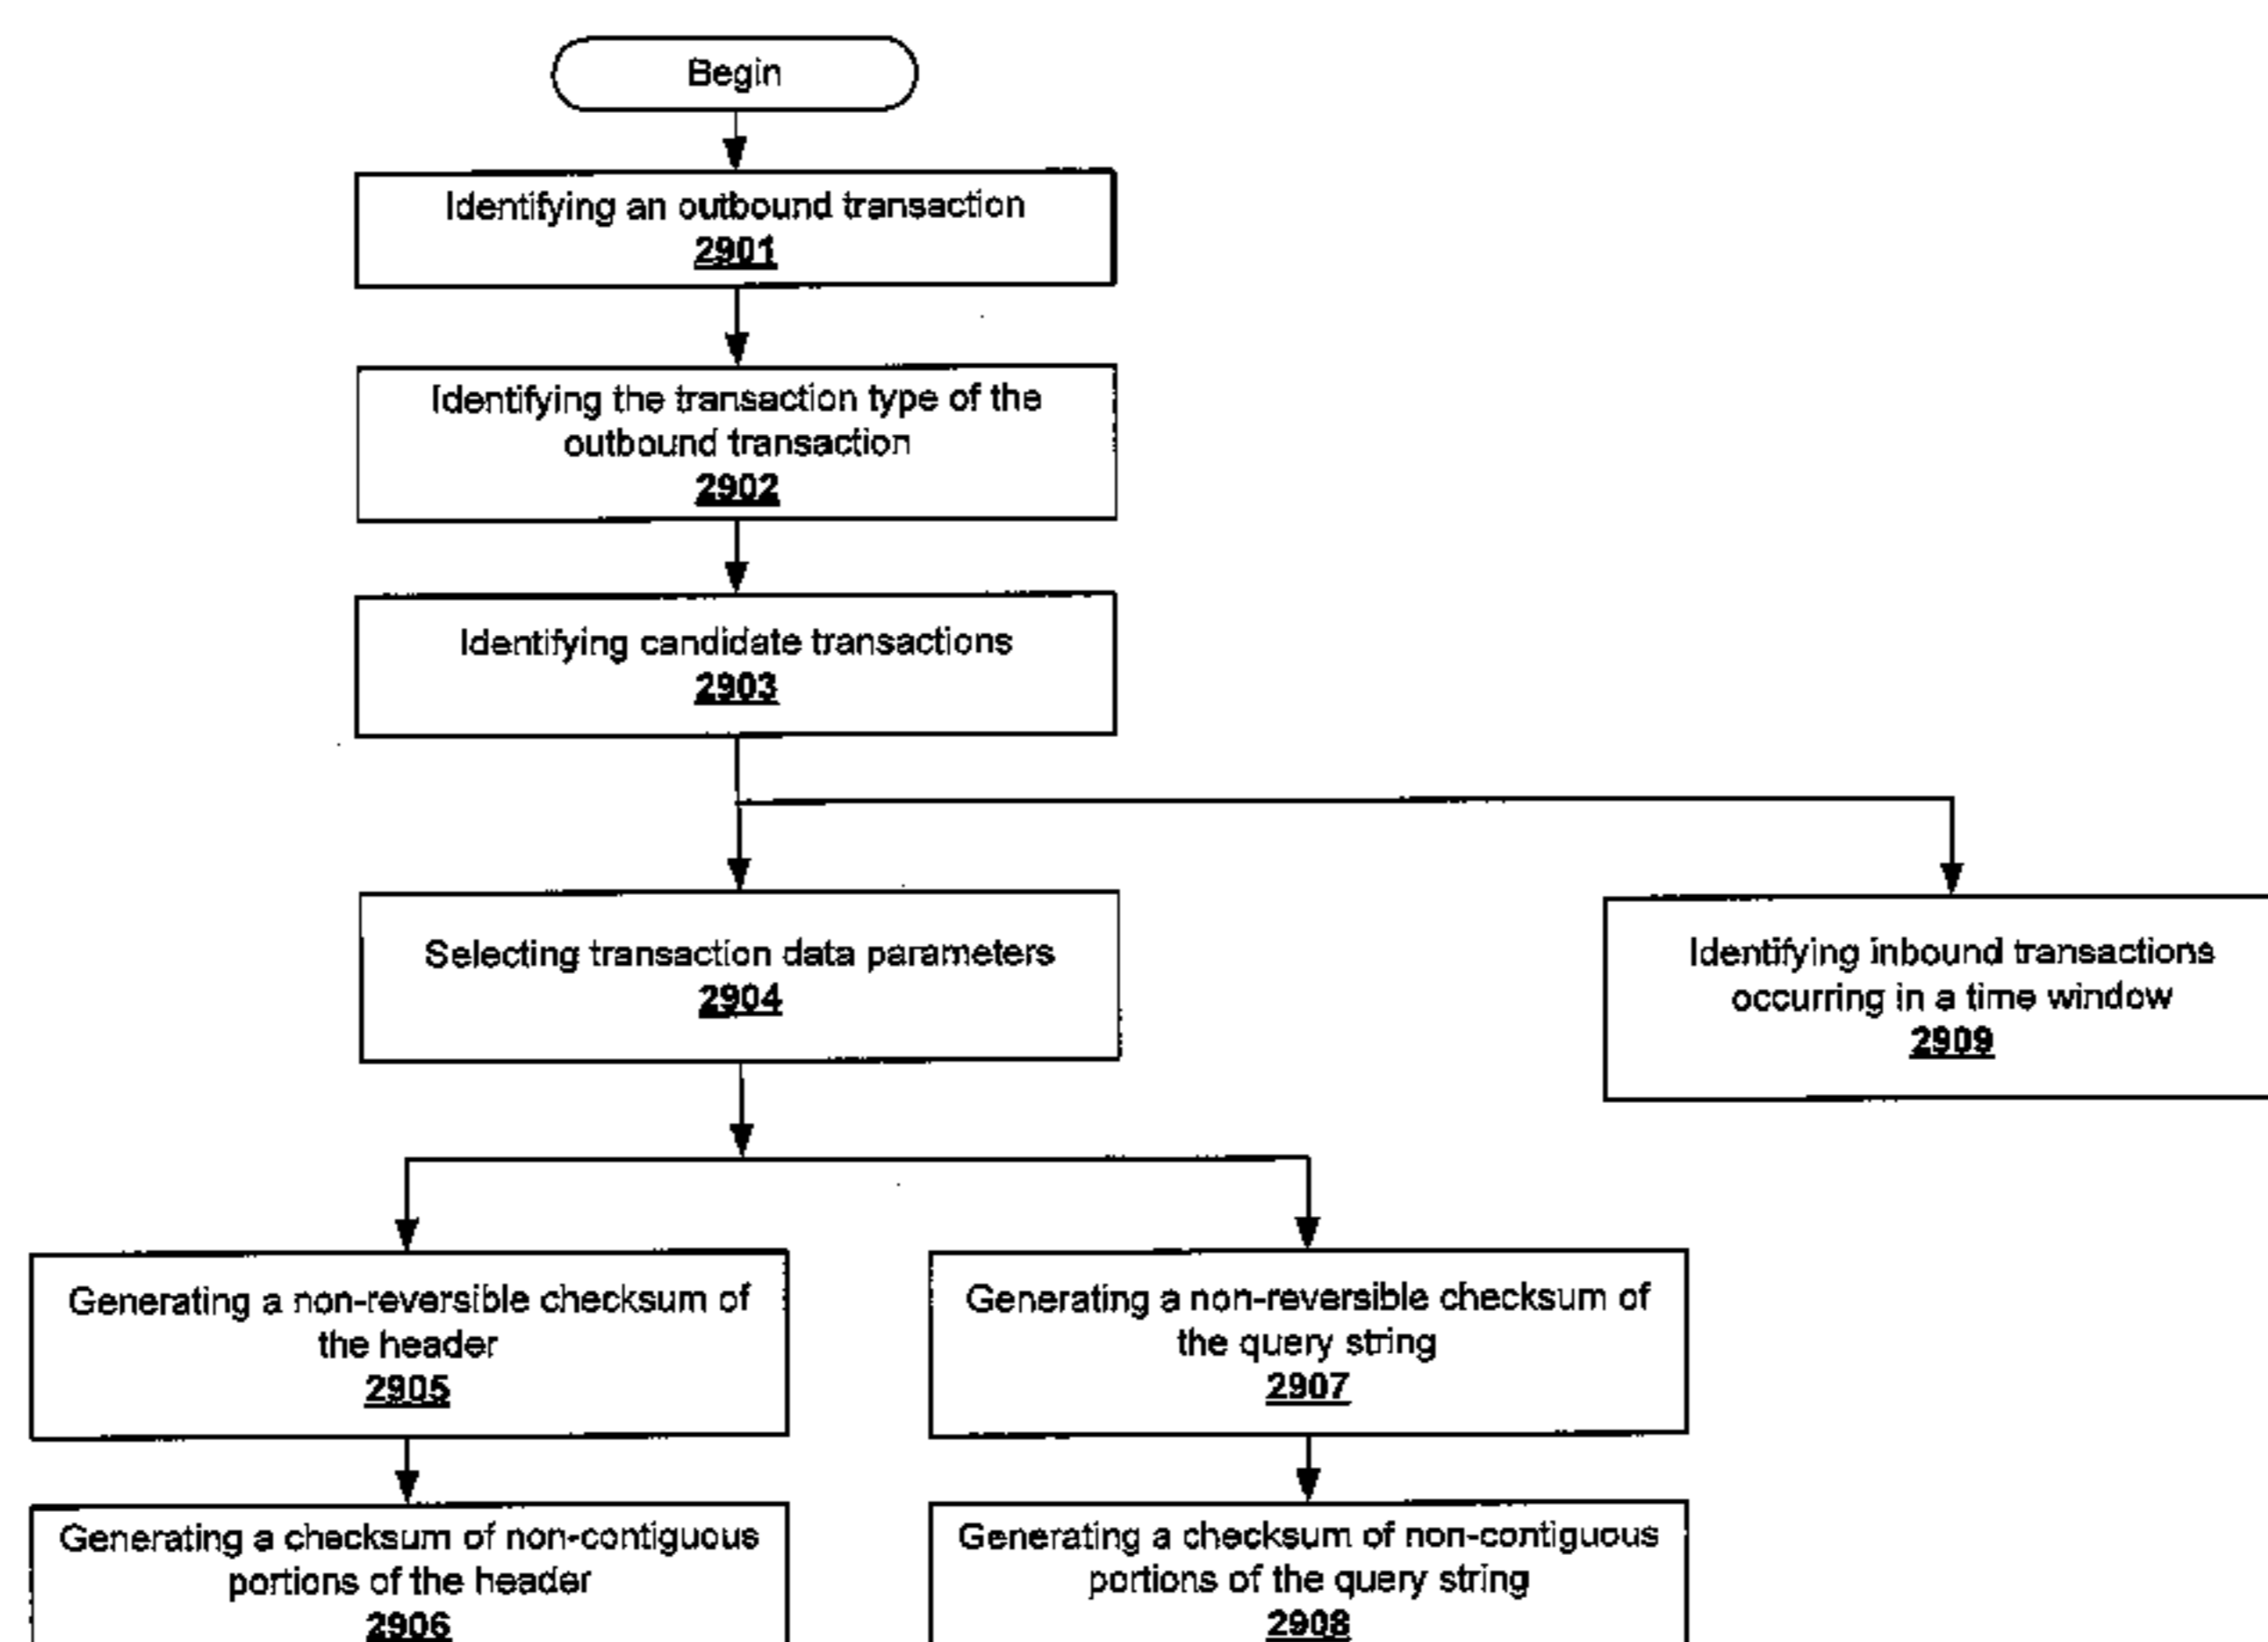 Begin
Identifying an outbound transaction
2901
Identifying the transaction type of the
outbound transaction
2902
Identifying candidate transactions
2903
Selecting transaction data parameters
2904
Identifying inbound transactions
occurring in a time window
2909
Generating a non-reversible checksum of
the header
2905
Generating a non-reversible checksum of
the query string
2907
Generating a checksum of non-contiguous
portions of the header
2906
Generating a checksum of non-contiguous
portions of the query string
2908